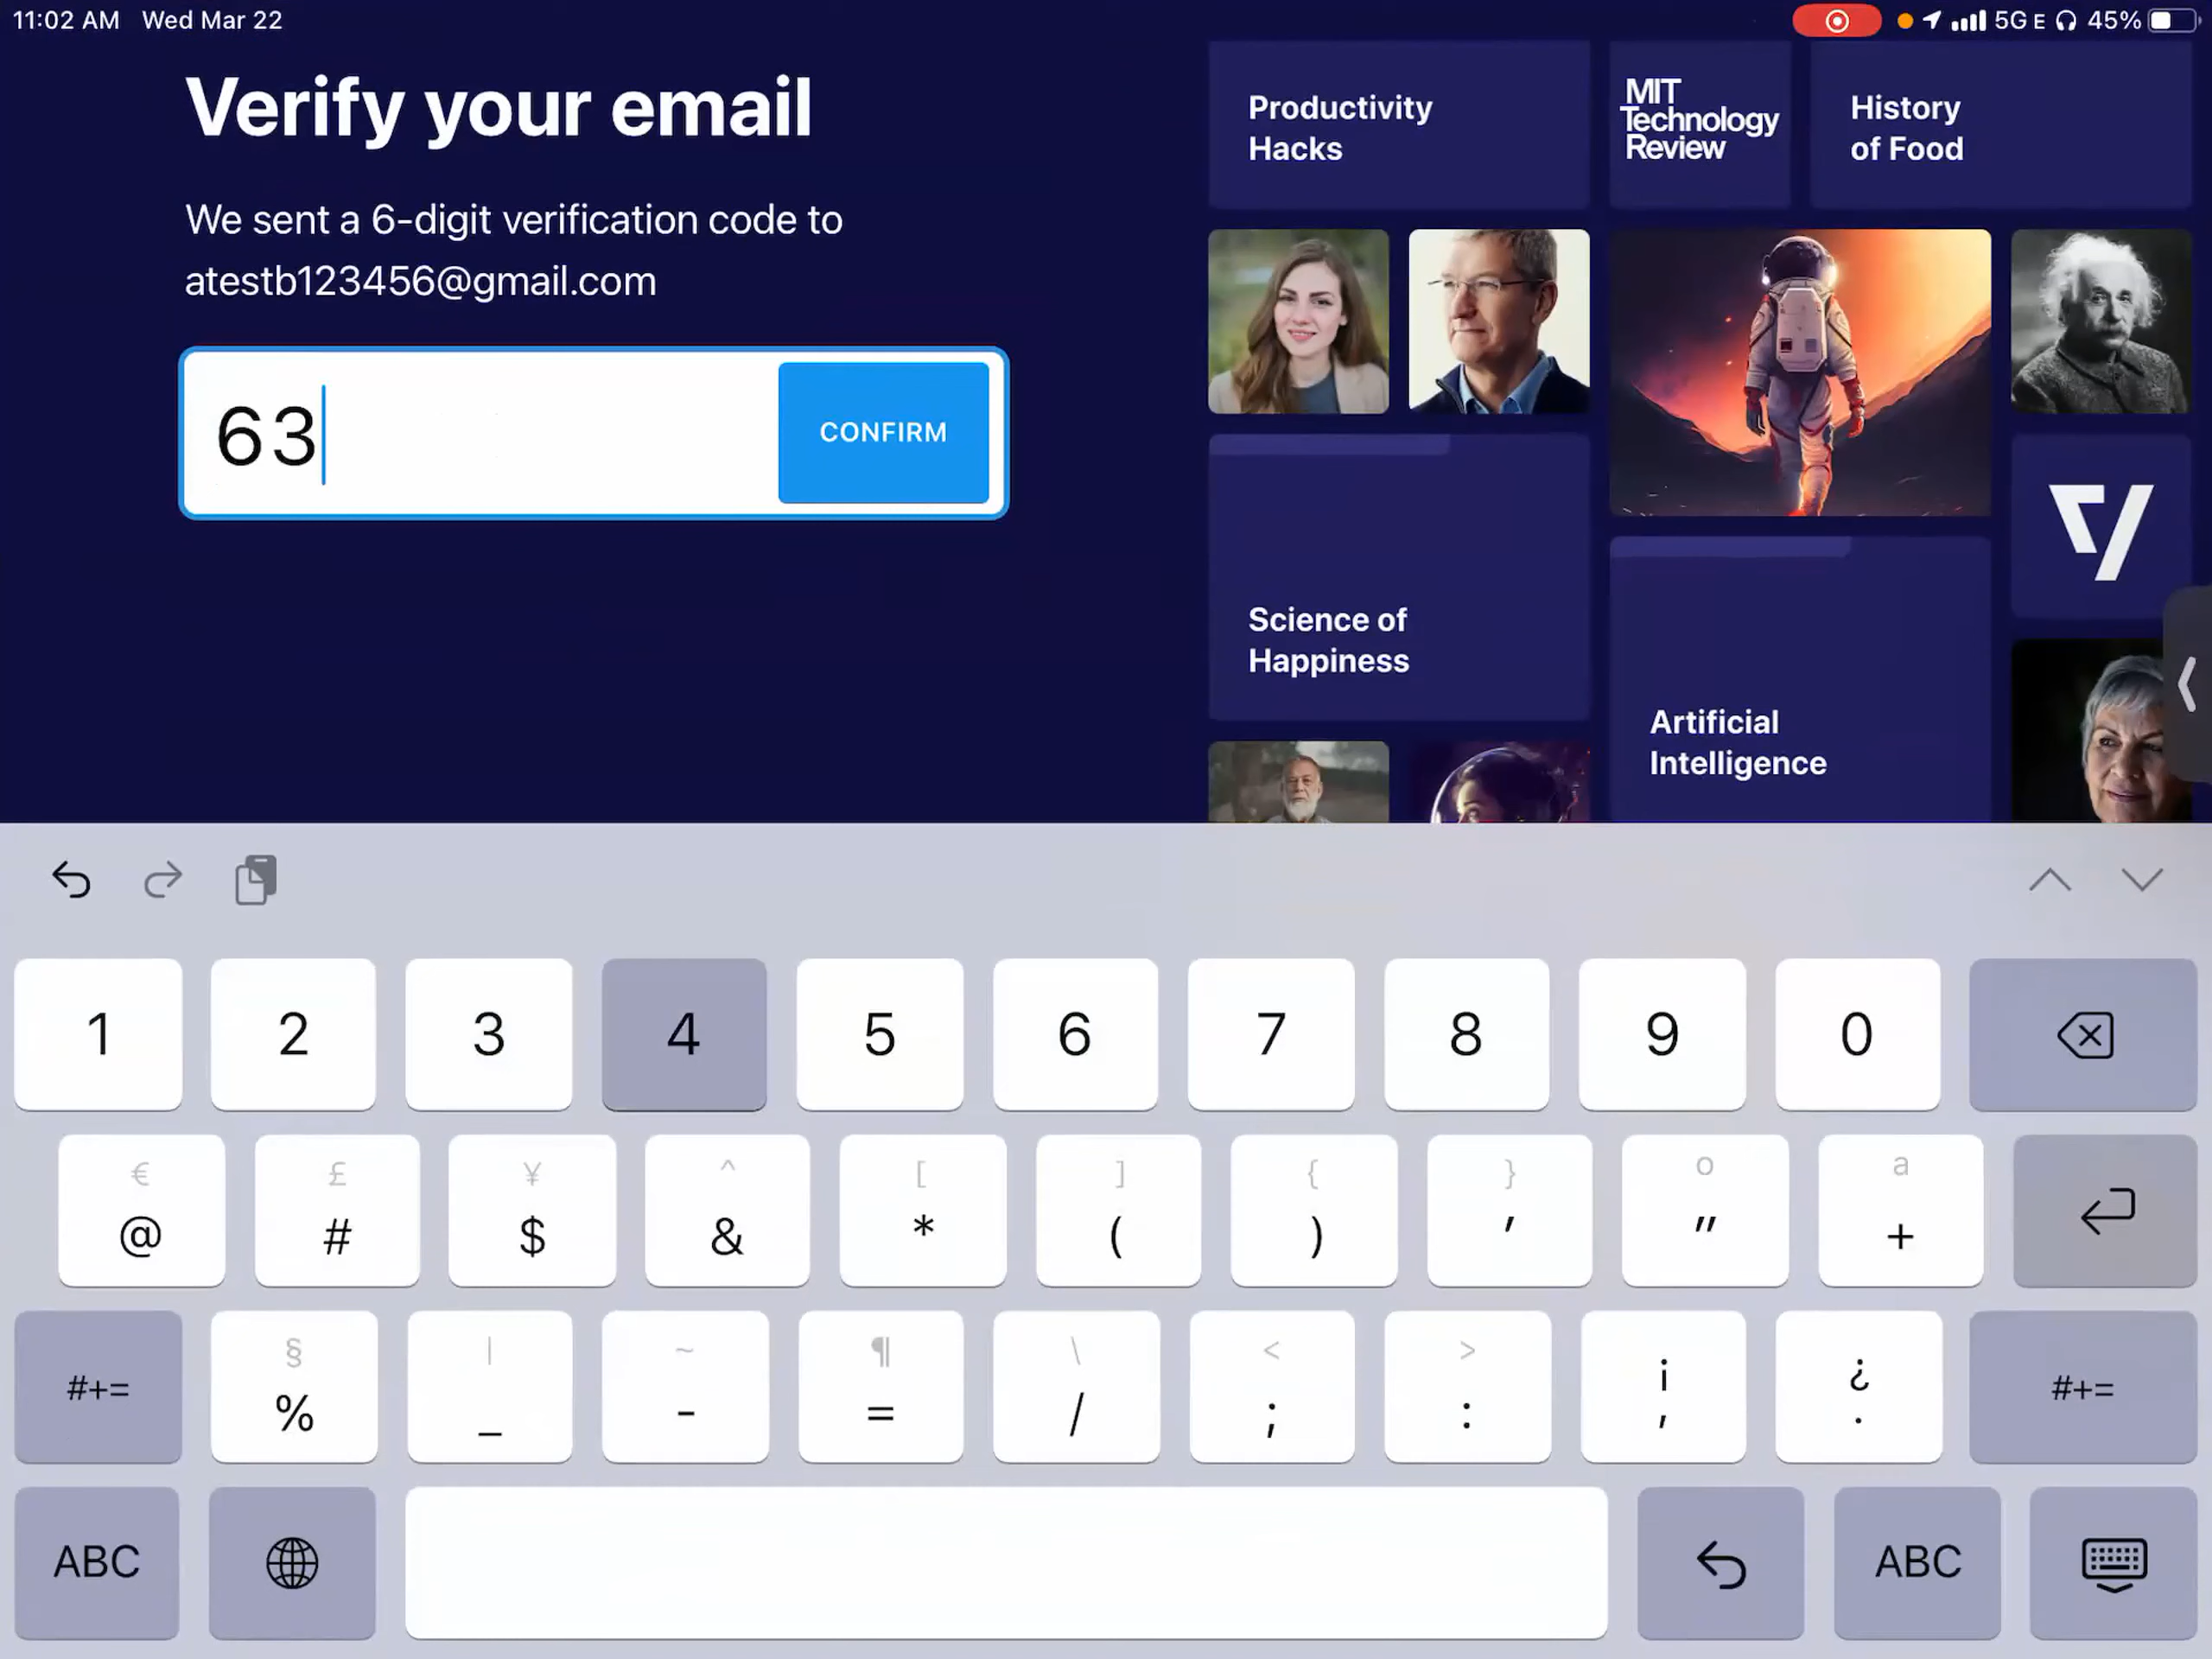 11:02 AM Wed Mar 22
5G E 45%
Verify your email
We sent a 6-digit verification code to
atestb123456@gmail.com
63
CONFIRM
Productivity
Hacks
MIT
Technology
Review
History
of Food
Science of
Happiness
Artificial
Intelligence
1 2 3 4 5 6 7 8 9 0
€ £ ¥ ^ [ ] { } º ª
@ # $ & * ( ) ' " +
§ | ~ ¶ \ < > ¡ ¿
#+= % _ - = / ; : , . #+=
ABC ABC